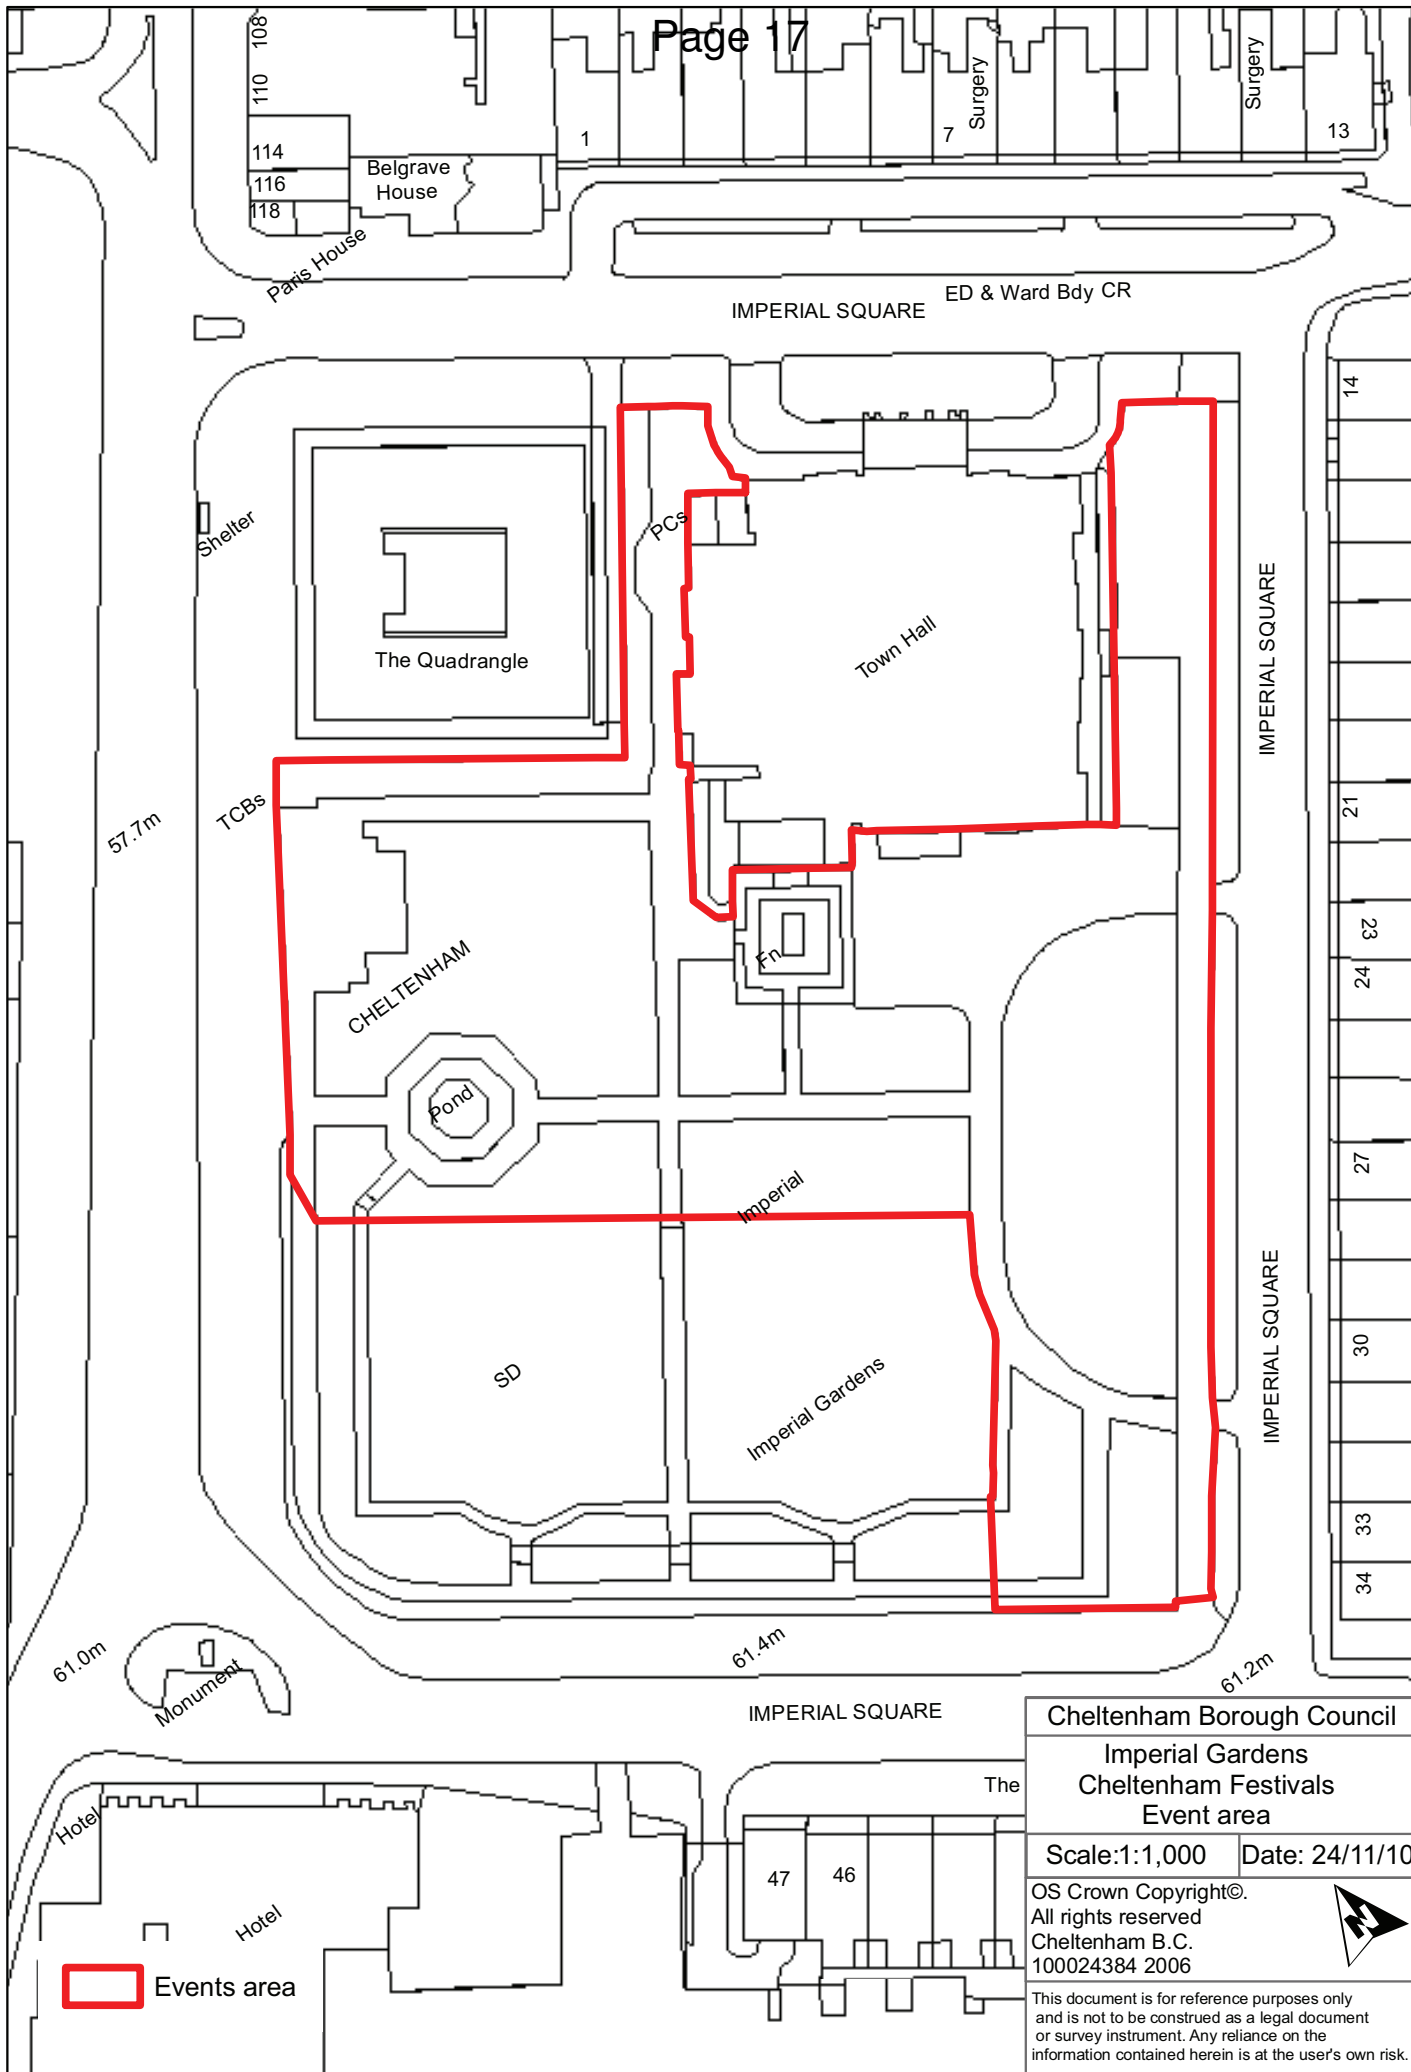 Page 17
108
110
114
116
118
Belgrave
House
Paris House
1
7
Surgery
Surgery
13
ED & Ward Bdy CR
IMPERIAL SQUARE
14
Shelter
PCs
The Quadrangle
Town Hall
IMPERIAL SQUARE
TCBs
57.7m
21
23
24
CHELTENHAM
Fn
Pond
Imperial
27
IMPERIAL SQUARE
30
SD
Imperial Gardens
33
34
61.0m
Monument
61.4m
61.2m
IMPERIAL SQUARE
The
Hotel
Hotel
47
46
Events area
Cheltenham Borough Council
Imperial Gardens
Cheltenham Festivals
Event area
Scale:1:1,000
Date: 24/11/10
OS Crown Copyright©.
All rights reserved
Cheltenham B.C.
100024384 2006
N
This document is for reference purposes only
and is not to be construed as a legal document
or survey instrument. Any reliance on the
information contained herein is at the user's own risk.